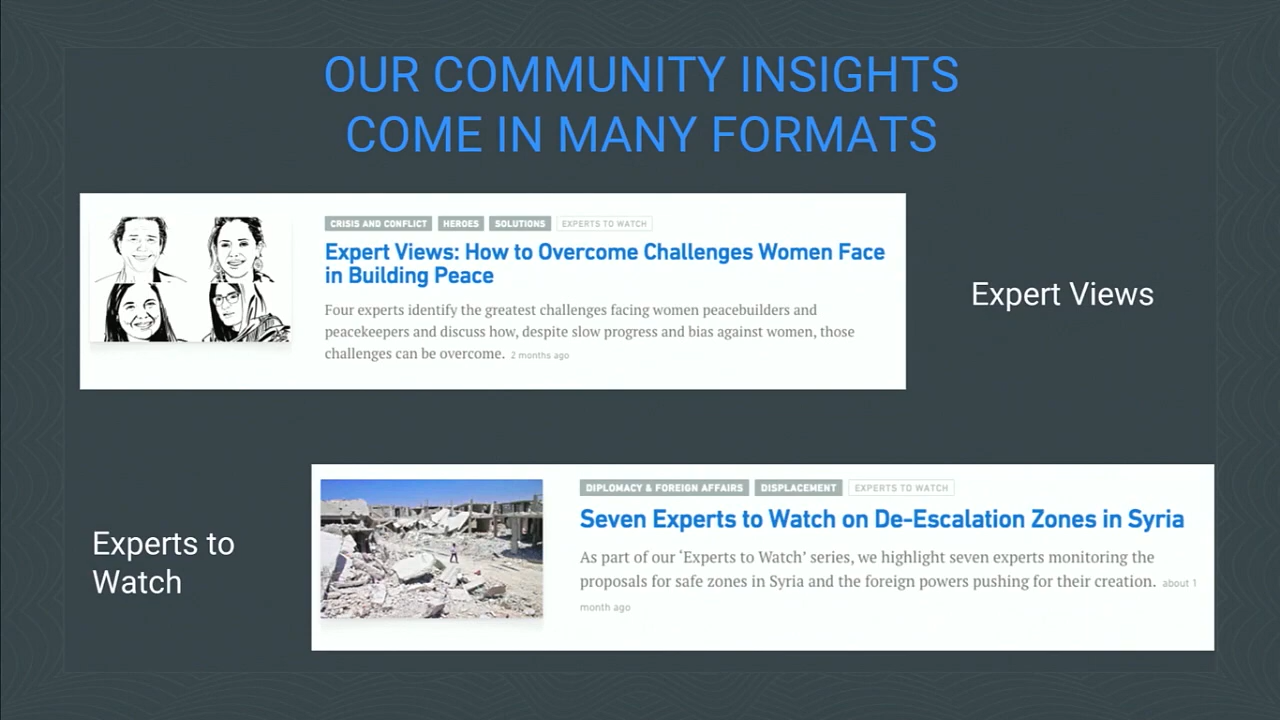 OUR COMMUNITY INSIGHTS
COME IN MANY FORMATS
CRISIS AND CONFLICT HEROES SOLUTIONS EXPERTS TO WATCH
Expert Views: How to Overcome Challenges Women Face
in Building Peace
Four experts identify the greatest challenges facing women peacebuilders and
peacekeepers and discuss how, despite slow progress and bias against women, those
challenges can be overcome. 2 months ago
Expert Views
Experts to
Watch
DIPLOMACY & FOREIGN AFFAIRS DISPLACEMENT EXPERTS TO WATCH
Seven Experts to Watch on De-Escalation Zones in Syria
As part of our ‘Experts to Watch’ series, we highlight seven experts monitoring the
proposals for safe zones in Syria and the foreign powers pushing for their creation. about 1
month ago